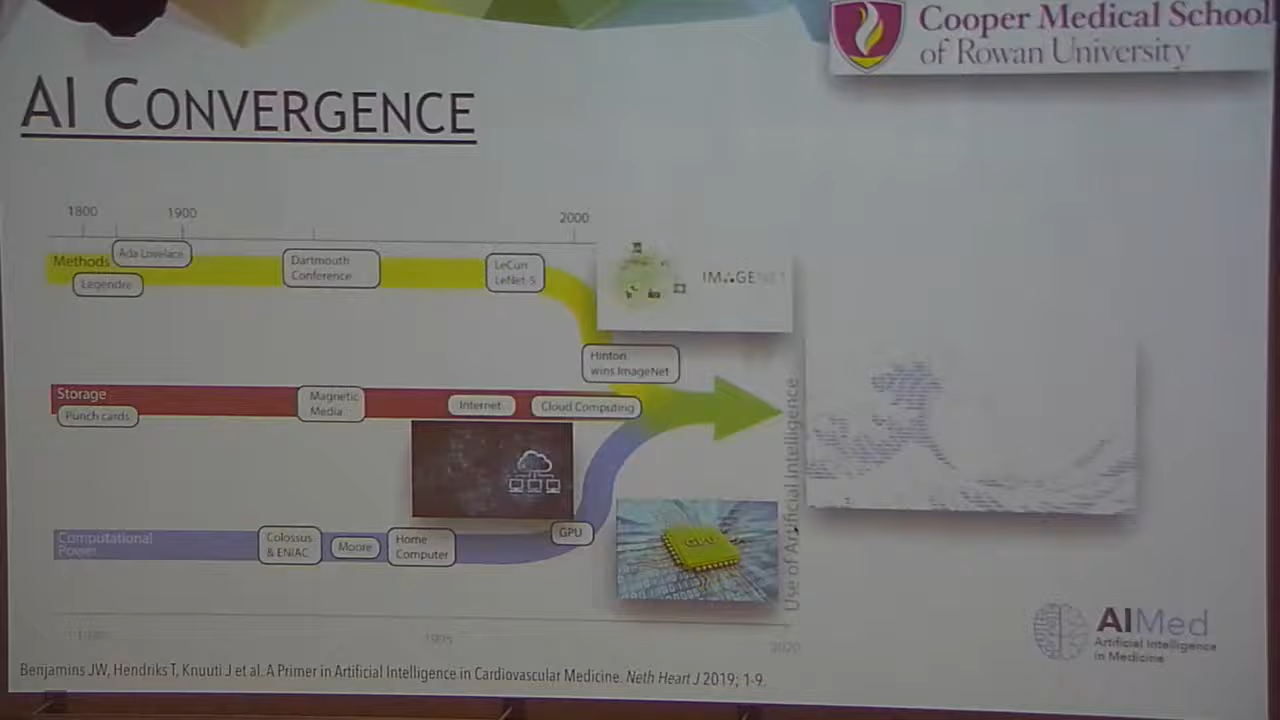 Cooper Medical School
of Rowan University
AI CONVERGENCE
1800
1900
2000
Methods
Ada Lovelace
Legendre
Dartmouth
Conference
LeCun
LeNet-5
IMAGENET
Hinton
wins ImageNet
Storage
Punch cards
Magnetic
Media
Internet
Cloud Computing
Use of Artificial Intelligence
Computational
Power
Colossus
& ENIAC
Moore
Home
Computer
GPU
GPU
1995
2020
AIMed
Artificial Intelligence
in Medicine
Benjamins JW, Hendriks T, Knuuti J et al. A Primer in Artificial Intelligence in Cardiovascular Medicine. Neth Heart J 2019; 1-9.